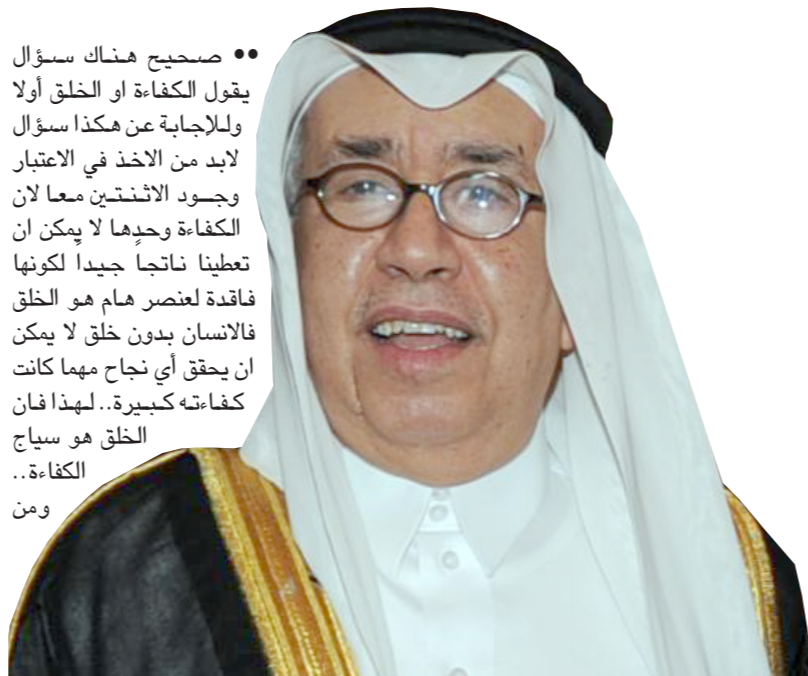 •• صحيح هناك سؤال
يقول الكفاءة او الخلق أولا
وللإجابة عن هكذا سؤال
لابد من الاخذ في الاعتبار
وجود الاثنتين معا لان
الكفاءة وحدها لا يمكن ان
تعطينا ناتجاً جيداً لكونها
فاقدة لعنصر هام هو الخلق
فالانسان بدون خلق لا يمكن
ان يحقق أي نجاح مهما كانت
كفاءته كبيرة.. لهذا فان
الخلق هو سياج
الكفاءة..
ومن